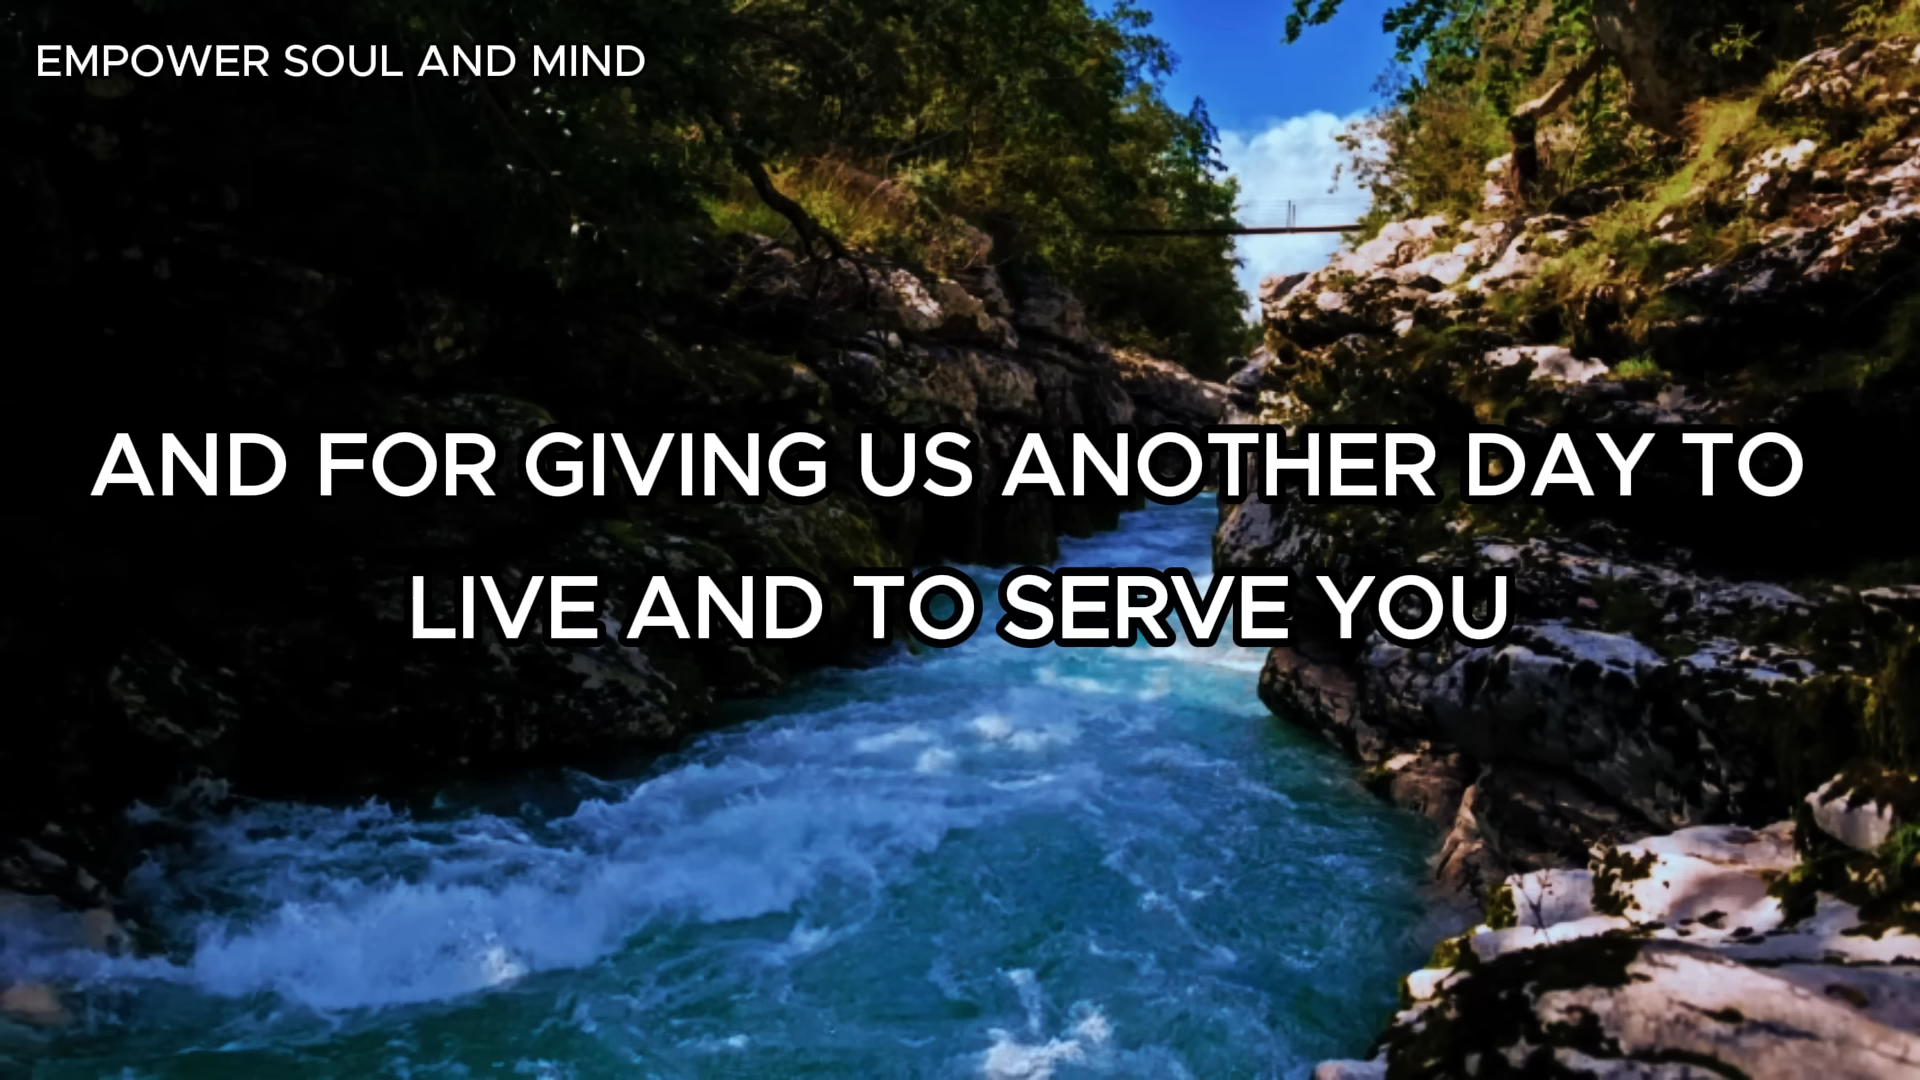 EMPOWER SOUL AND MIND
AND FOR GIVING US ANOTHER DAY TO
LIVE AND TO SERVE YOU